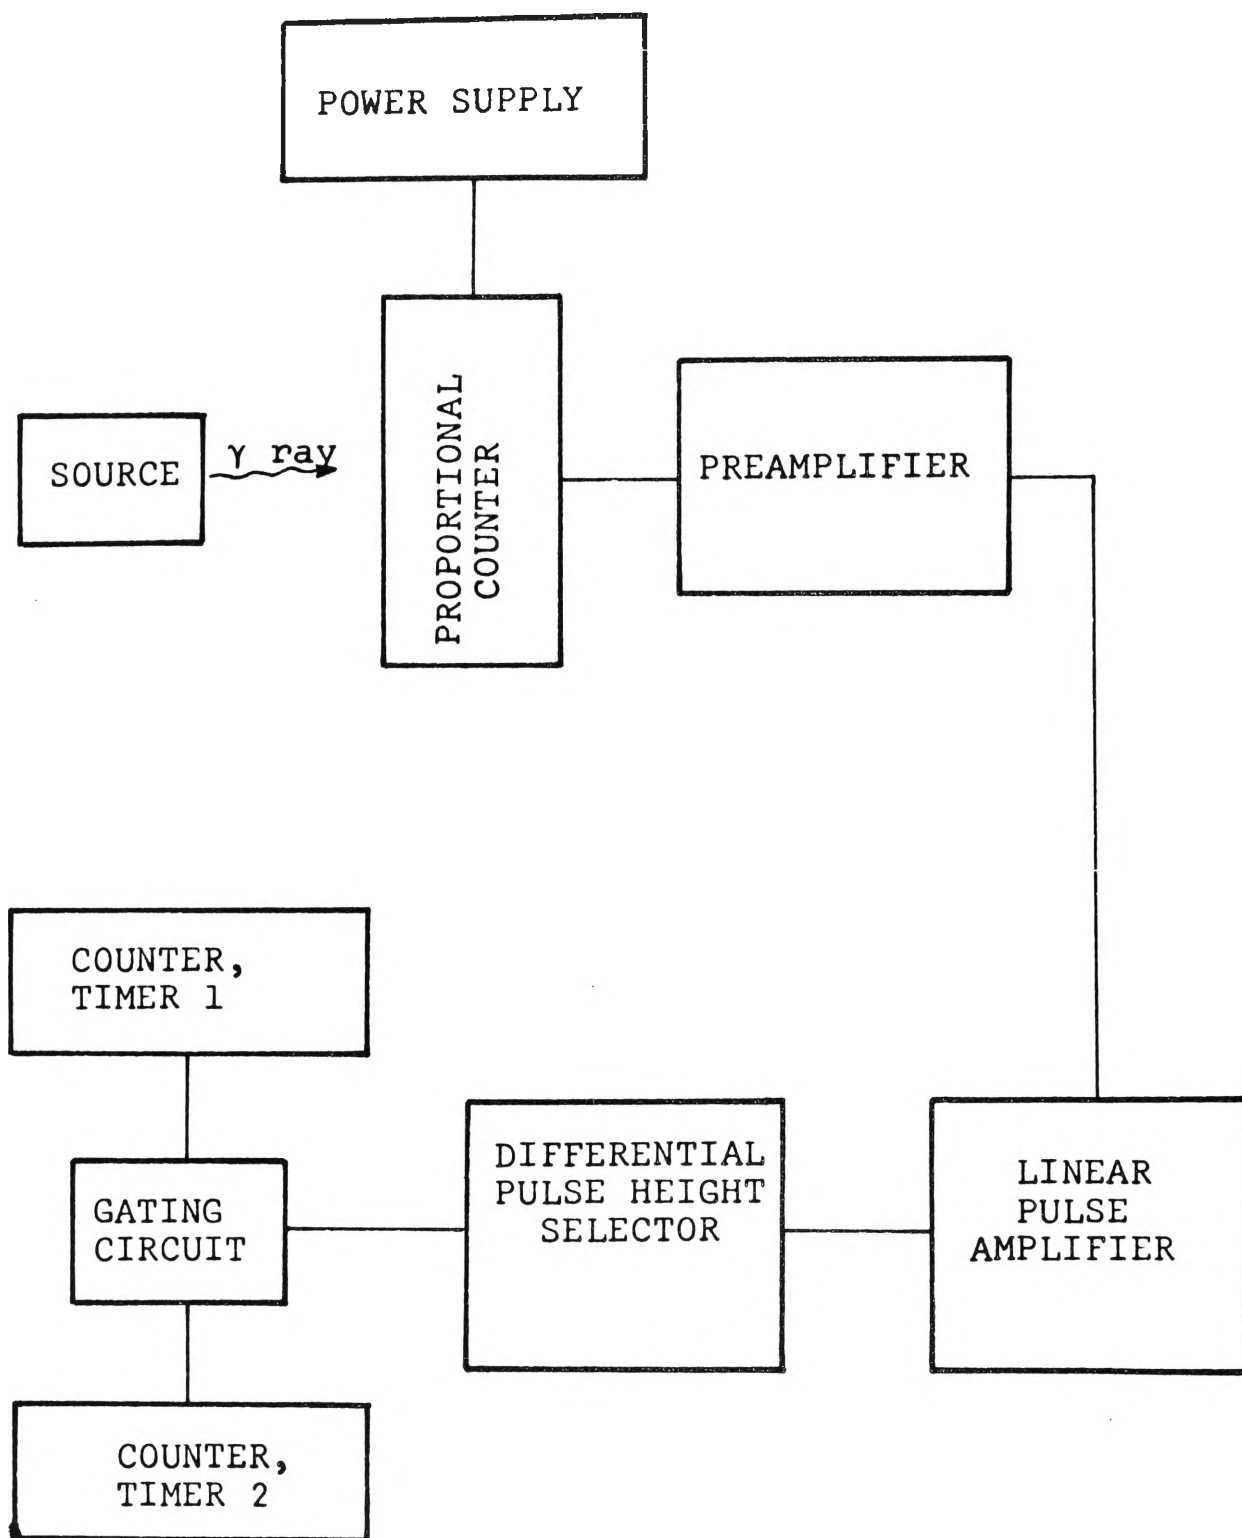 POWER SUPPLY
SOURCE
γ ray
PROPORTIONAL
COUNTER
PREAMPLIFIER
COUNTER,
TIMER 1
GATING
CIRCUIT
DIFFERENTIAL
PULSE HEIGHT
SELECTOR
LINEAR
PULSE
AMPLIFIER
COUNTER,
TIMER 2